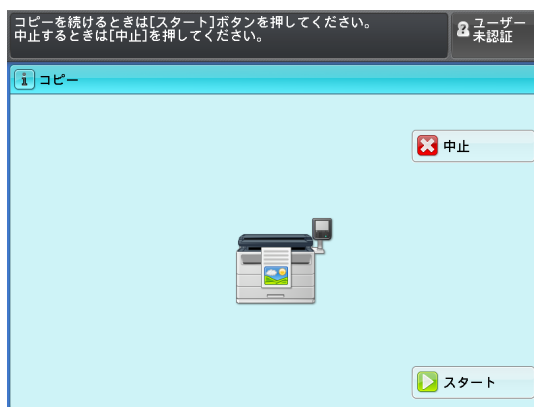 コピーを続けるときは[スタート]ボタンを押してください。
中止するときは[中止]を押してください。
ユーザー
未認証
コピー
中止
スタート